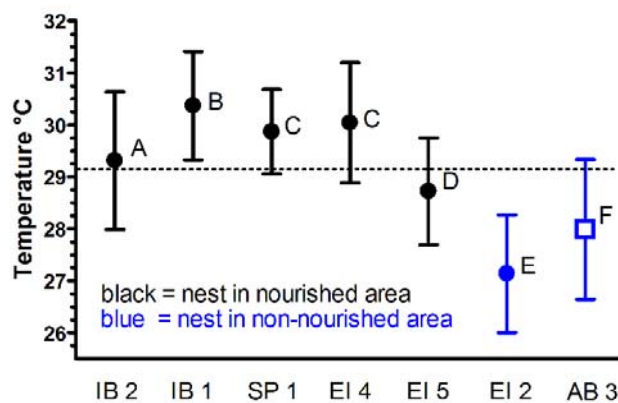 Temperature °C
32
31
30
29
28
27
26
A
B
C
C
D
E
F
black = nest in nourished area
blue = nest in non-nourished area
IB 2 IB 1 SP 1 EI 4 EI 5 EI 2 AB 3